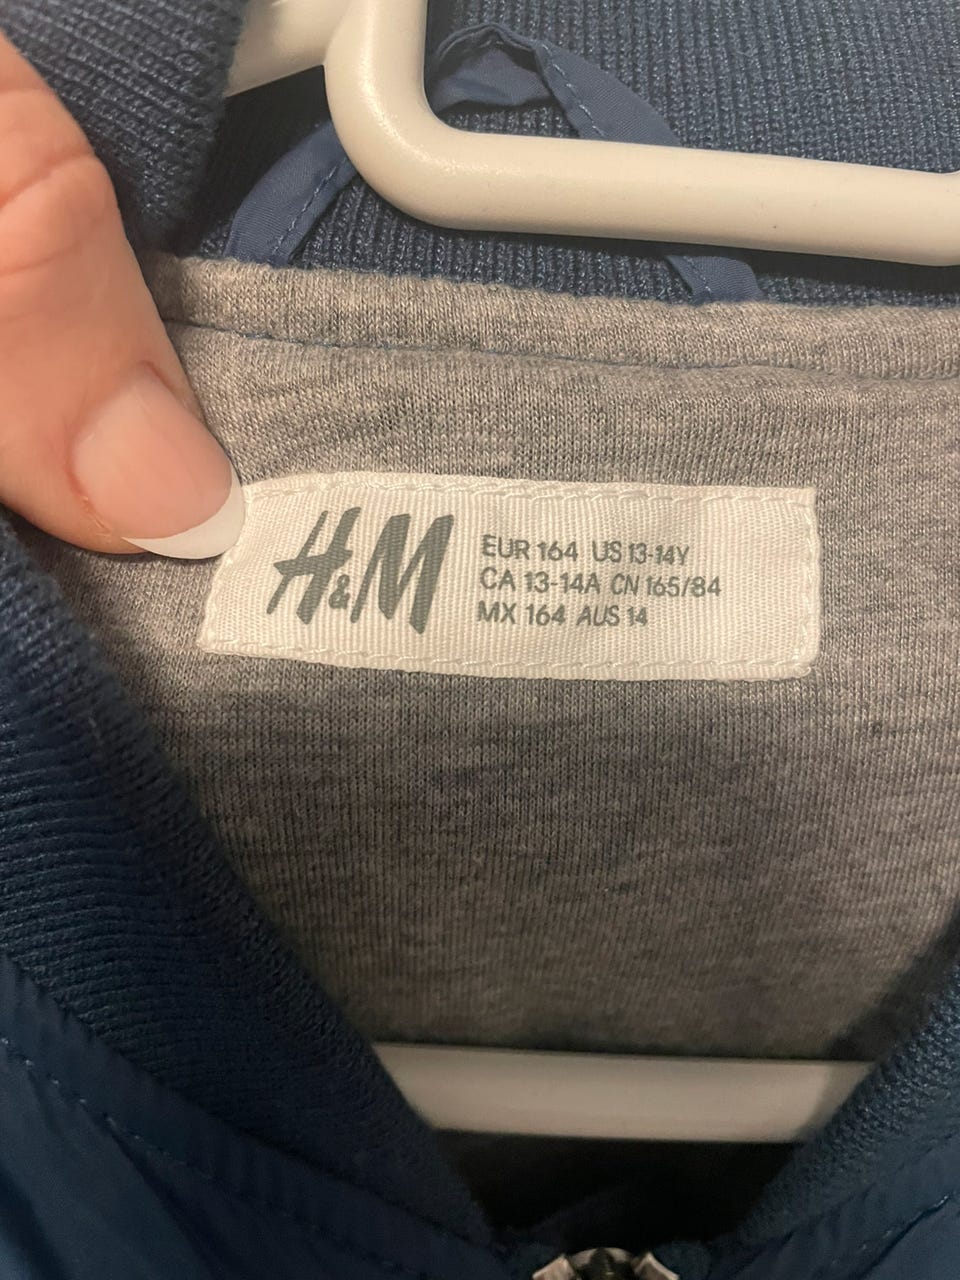 H&M
EUR 164 US 13-14Y
CA 13-14A CN 165/84
MX 164 AUS 14